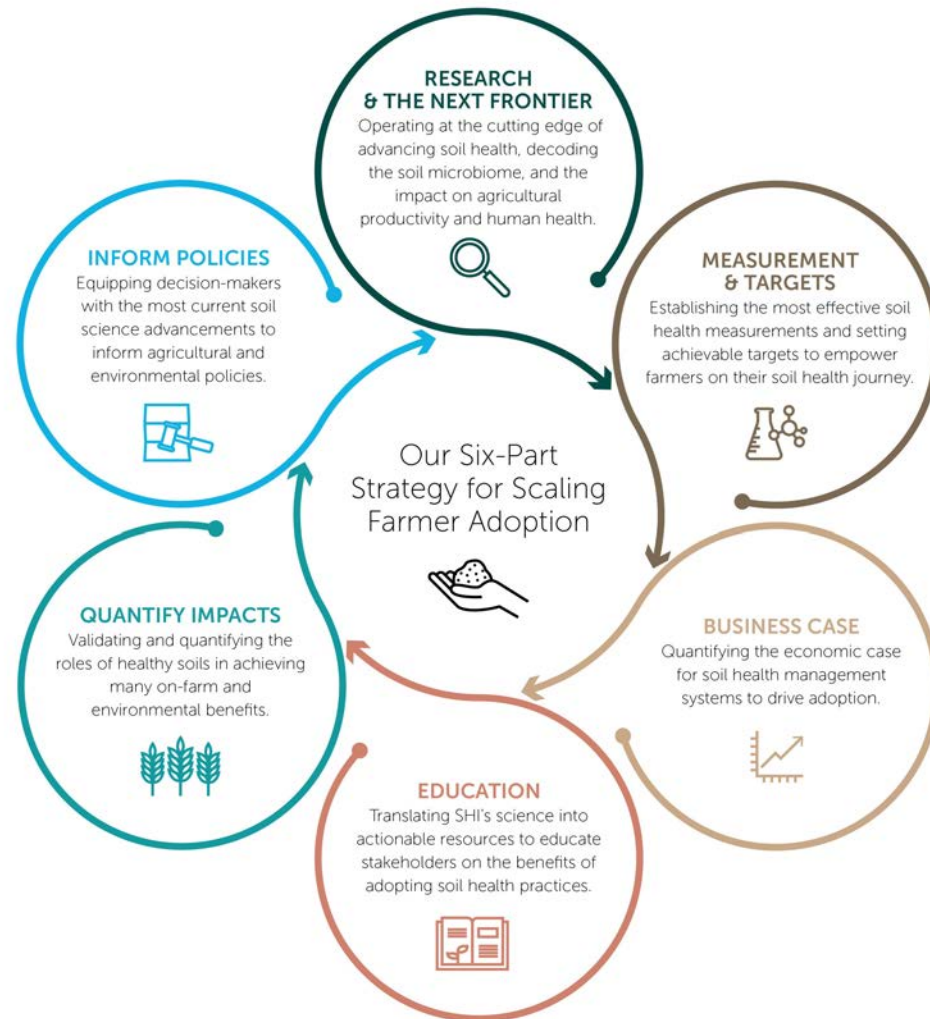 RESEARCH
& THE NEXT FRONTIER
Operating at the cutting edge of
advancing soil health, decoding
the soil microbiome, and the
impact on agricultural
productivity and human health.
MEASUREMENT
& TARGETS
Establishing the most effective soil
health measurements and setting
achievable targets to empower
farmers on their soil health journey.
BUSINESS CASE
Quantifying the economic case
for soil health management
systems to drive adoption.
EDUCATION
Translating SHI's science into
actionable resources to educate
stakeholders on the benefits of
adopting soil health practices.
QUANTIFY IMPACTS
Validating and quantifying the
roles of healthy soils in achieving
many on-farm and
environmental benefits.
INFORM POLICIES
Equipping decision-makers
with the most current soil
science advancements to
inform agricultural and
environmental policies.
Our Six-Part
Strategy for Scaling
Farmer Adoption